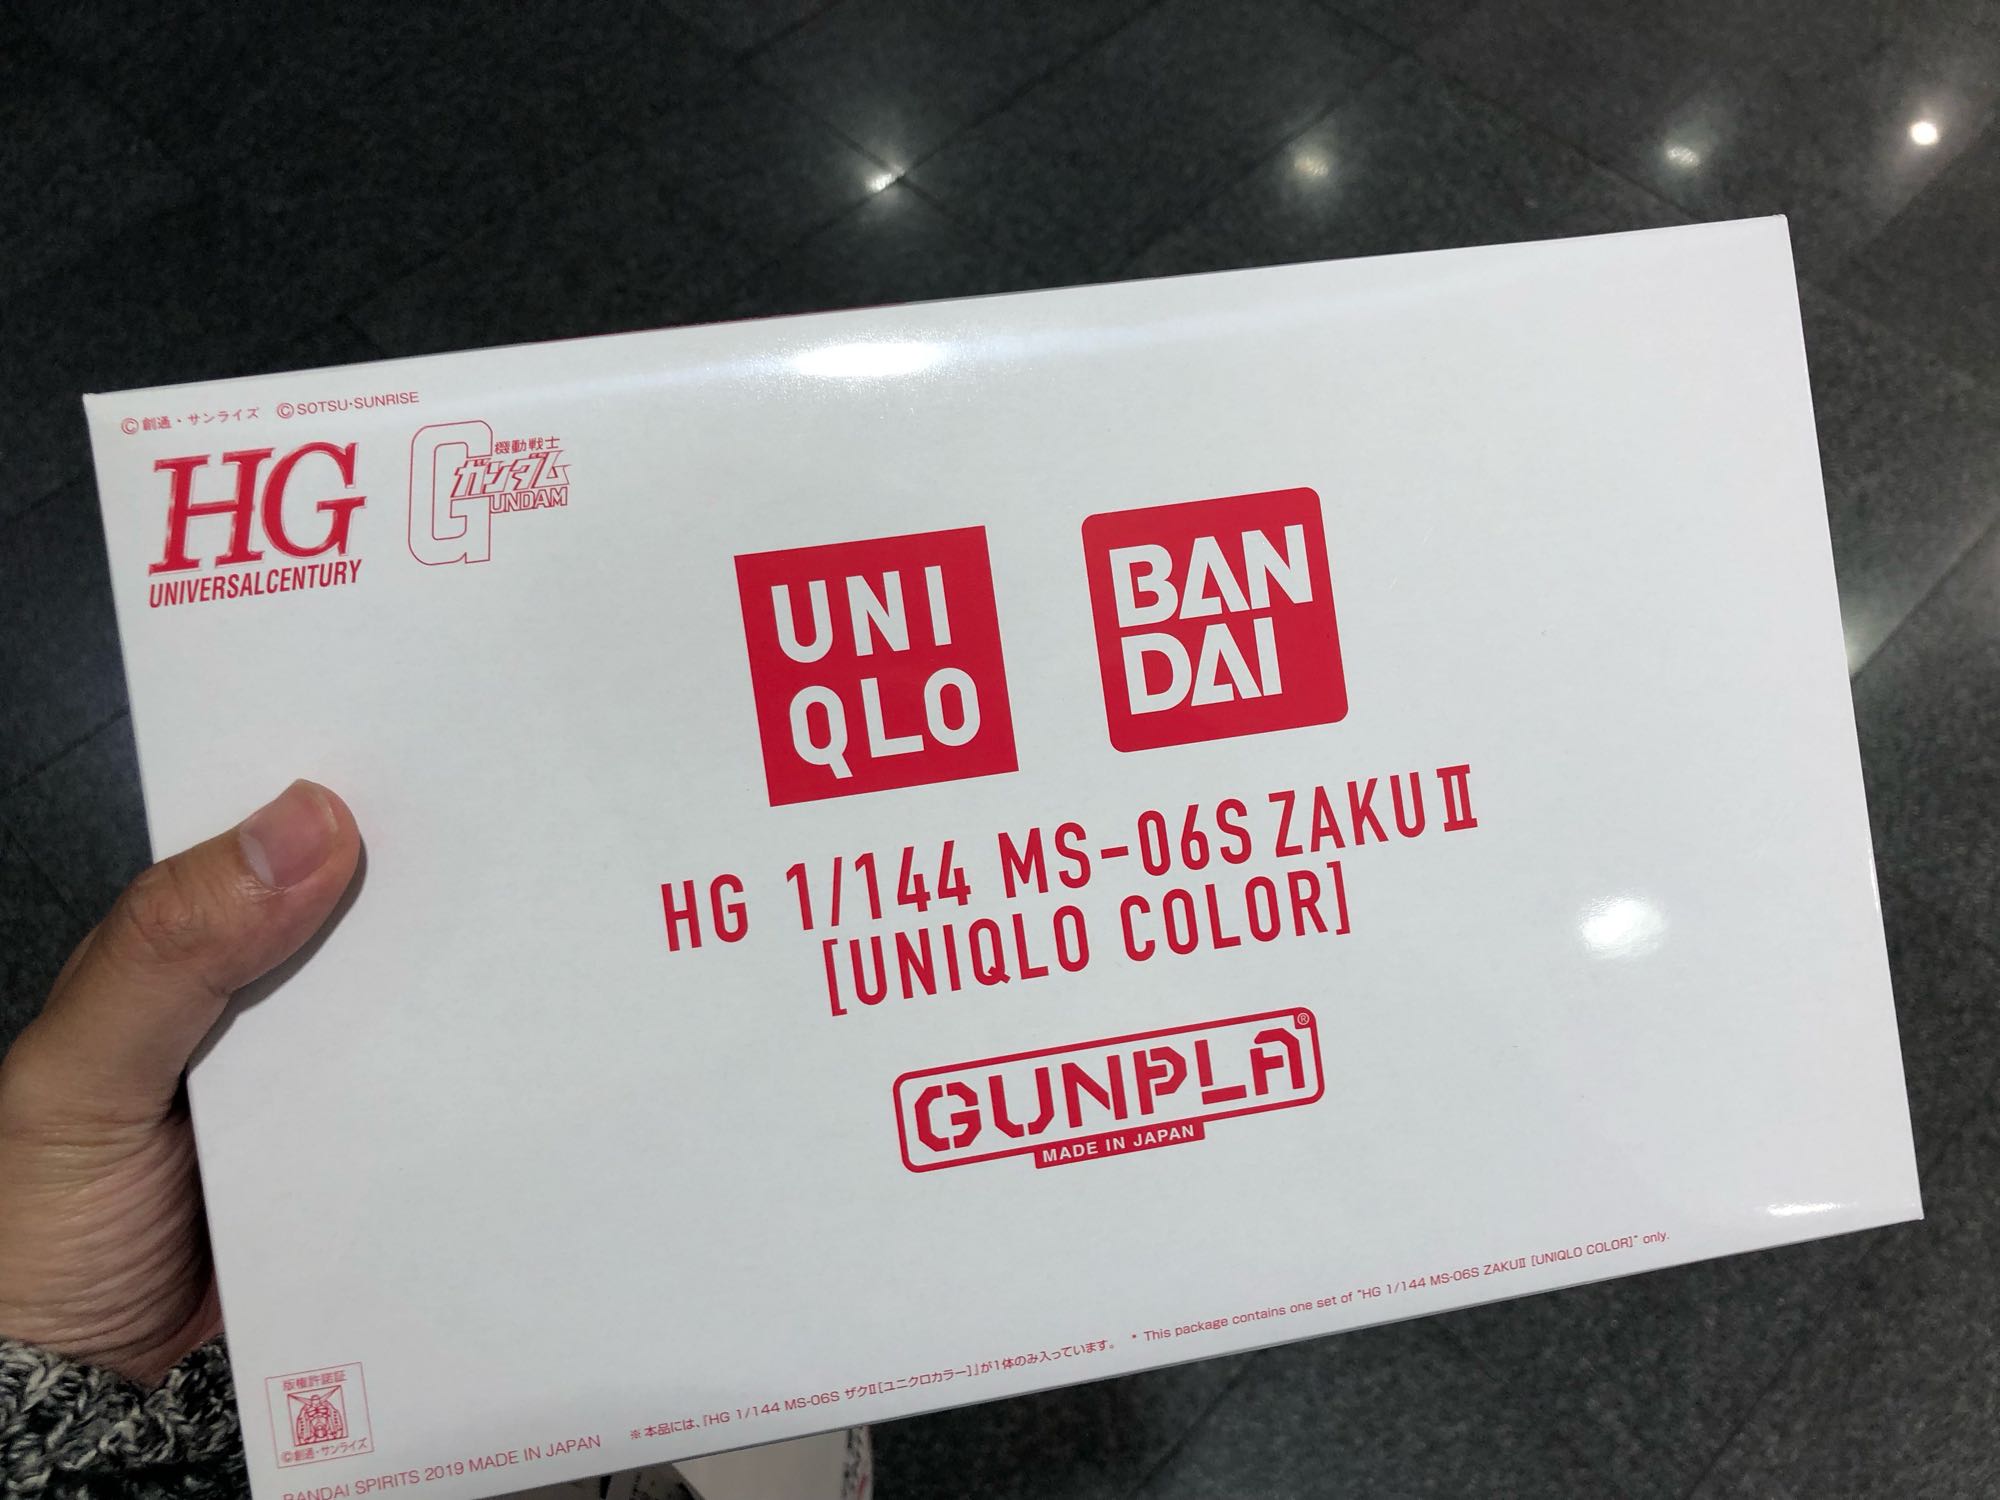 ©創通・サンライズ ©SOTSU・SUNRISE
HG
UNIVERSAL CENTURY
機動戦士
ガンダム
GUNDAM
UNI
QLO
BAN
DAI
HG 1/144 MS-06S ZAKUⅡ
[UNIQLO COLOR]
GUNPLA®
MADE IN JAPAN
版権許諾証
©創通・サンライズ
※本品には、「HG 1/144 MS-06S ザクⅡ[ユニクロカラー]」が1体のみ入っています。 * This package contains one set of "HG 1/144 MS-06S ZAKUⅡ [UNIQLO COLOR]" only.
BANDAI SPIRITS 2019 MADE IN JAPAN